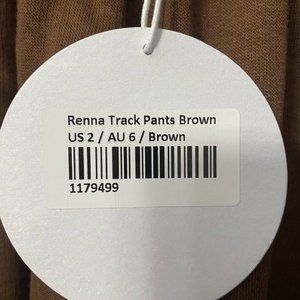 Renna Track Pants Brown
US 2 / AU 6 / Brown
1179499